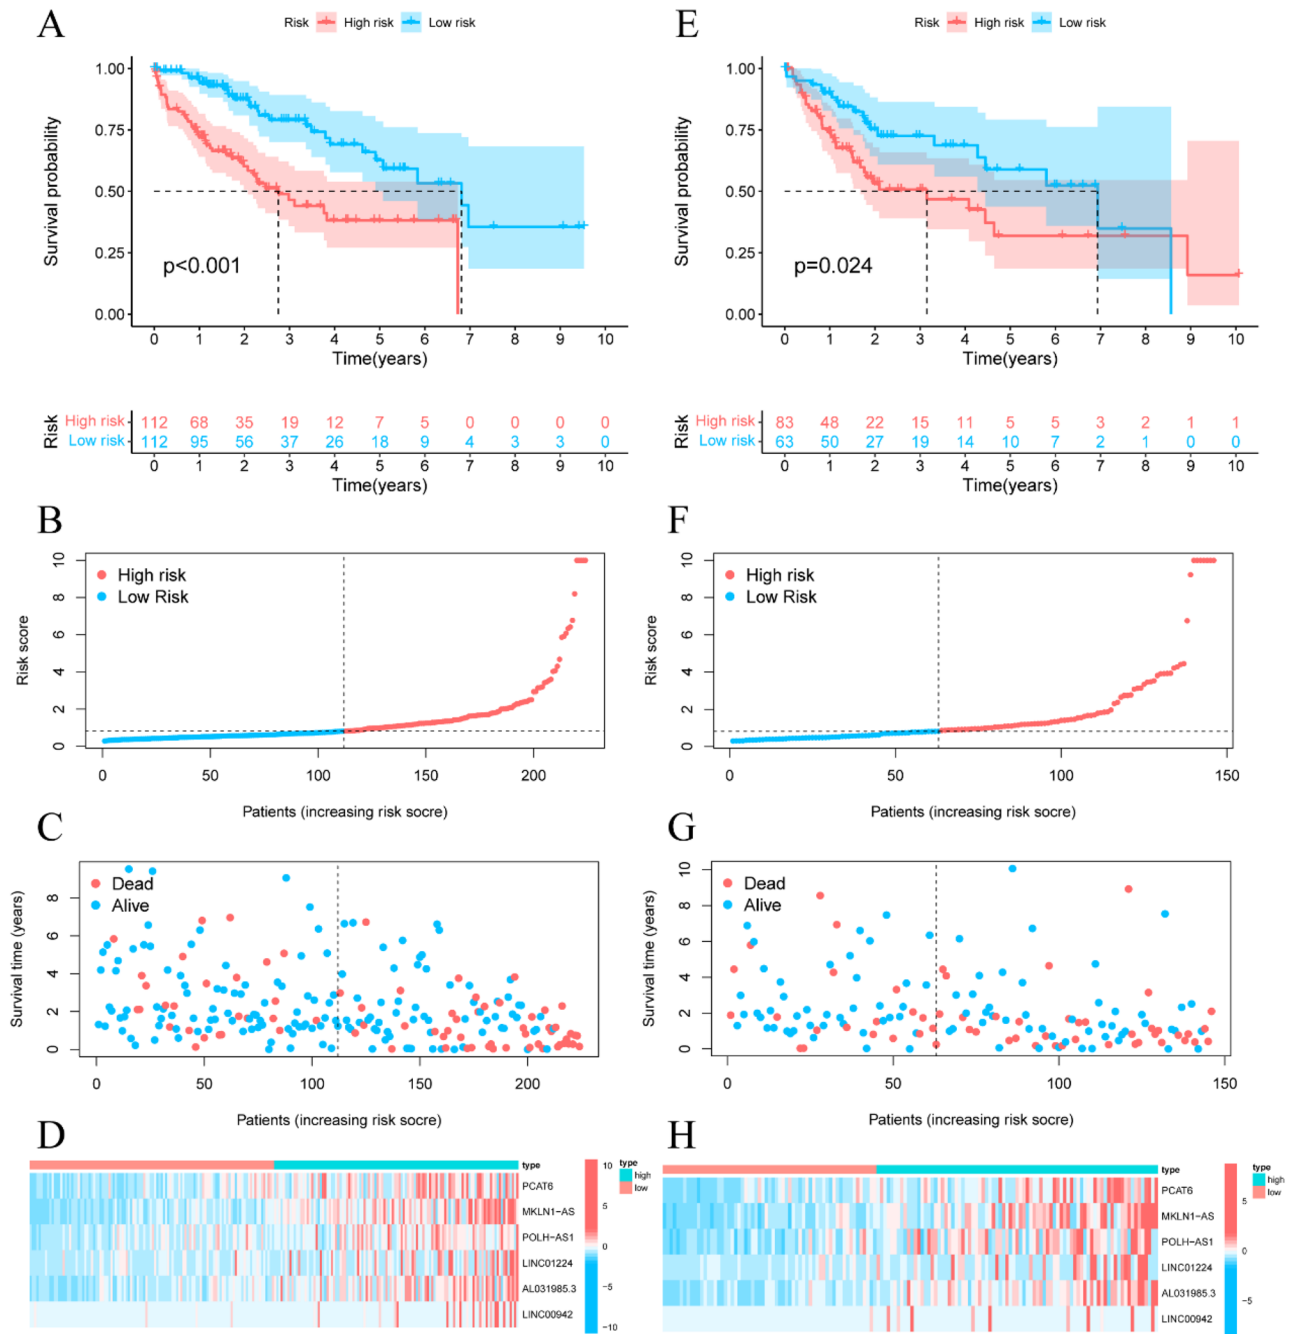 A
Risk High risk Low risk
1.00
0.75
0.50
0.25
0.00
Survival probability
p<0.001
0 1 2 3 4 5 6 7 8 9 10
Time(years)
Risk
High risk 112 68 35 19 12 7 5 0 0 0 0
Low risk 112 95 56 37 26 18 9 4 3 3 0
0 1 2 3 4 5 6 7 8 9 10
Time(years)
E
Risk High risk Low risk
1.00
0.75
0.50
0.25
0.00
Survival probability
p=0.024
0 1 2 3 4 5 6 7 8 9 10
Time(years)
Risk
High risk 83 48 22 15 11 5 5 3 2 1 1
Low risk 63 50 27 19 14 10 7 2 1 0 0
0 1 2 3 4 5 6 7 8 9 10
Time(years)
B
High risk
Low Risk
10
8
6
4
2
0
Risk score
0 50 100 150 200
Patients (increasing risk socre)
F
High risk
Low Risk
10
8
6
4
2
0
Risk score
0 50 100 150
Patients (increasing risk socre)
C
Dead
Alive
8
6
4
2
0
Survival time (years)
0 50 100 150 200
Patients (increasing risk socre)
G
Dead
Alive
10
8
6
4
2
0
Survival time (years)
0 50 100 150
Patients (increasing risk socre)
D
type
PCAT6
MKLN1−AS
POLH−AS1
LINC01224
AL031985.3
LINC00942
10
5
0
−5
−10
type
high
low
H
type
PCAT6
MKLN1−AS
POLH−AS1
LINC01224
AL031985.3
LINC00942
5
0
−5
type
high
low